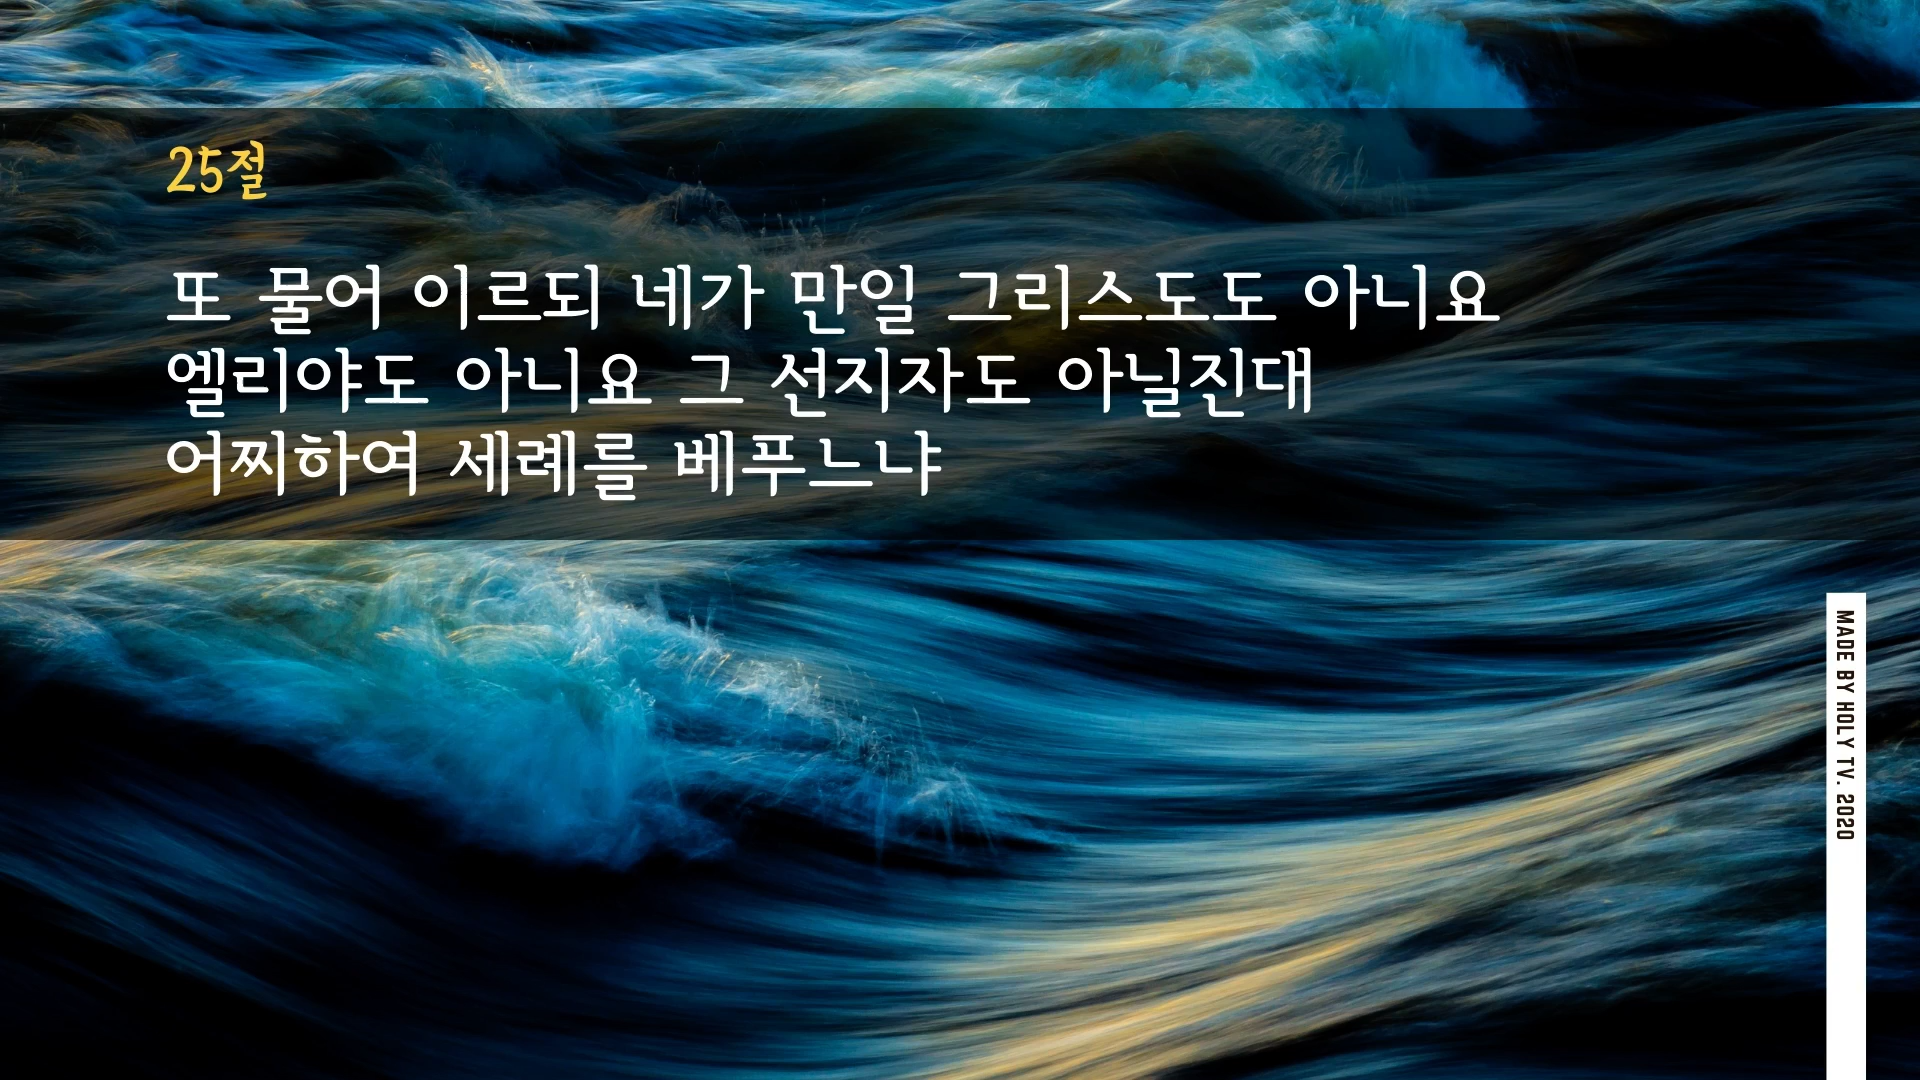 25절
또 물어 이르되 네가 만일 그리스도도 아니요
엘리야도 아니요 그 선지자도 아닐진대
어찌하여 세례를 베푸느냐
MADE BY HOLY TV. 2020